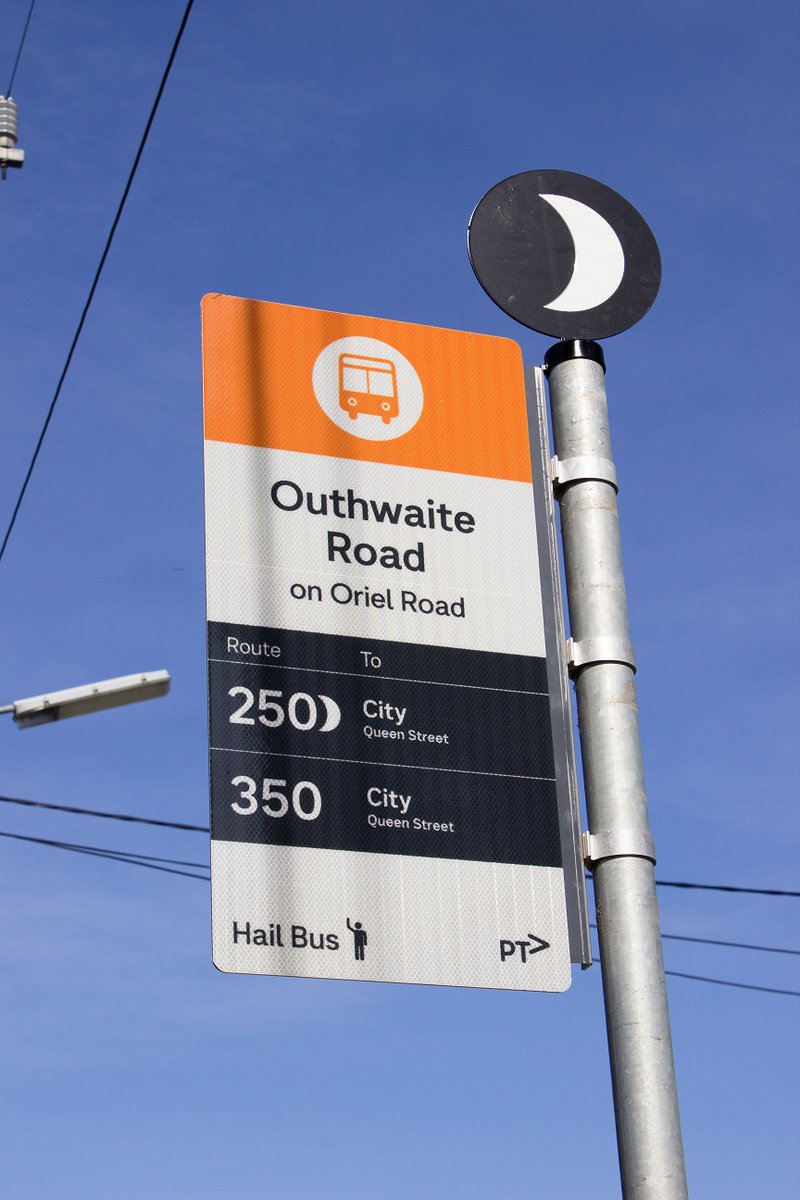 Outhwaite
Road
on Oriel Road
Route To
250 City
Queen Street
350 City
Queen Street
Hail Bus PT>